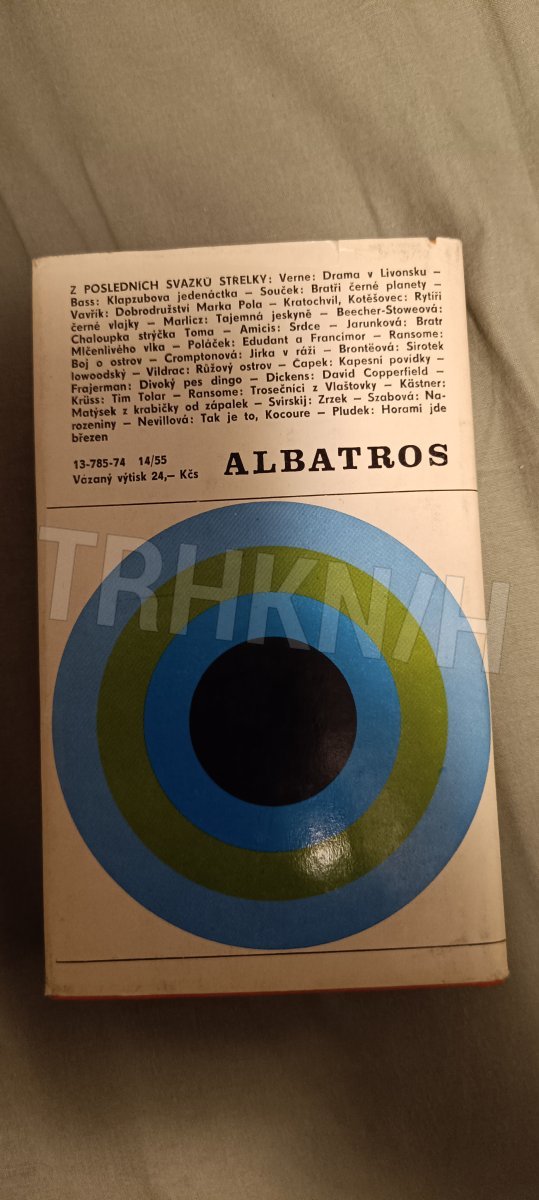 Z POSLEDNÍCH SVAZKŮ STŘELKY: Verne: Drama v Livonsku –
Bass: Klapzubova jedenáctka – Souček: Bratři černé planety –
Vavřík: Dobrodružství Marka Pola – Kratochvíl, Kotěšovec: Rytíři
černé vlajky – Marlicz: Tajemná jeskyně – Beecher-Stoweová:
Chaloupka strýčka Toma – Amicis: Srdce – Jarunková: Bratr
Mlčenlivého vlka – Poláček: Edudant a Francimor – Ransome:
Boj o ostrov – Cromptonová: Jirka v ráži – Brontëová: Sirotek
lowoodský – Vildrac: Růžový ostrov – Čapek: Kapesní povídky –
Frajerman: Divoký pes dingo – Dickens: David Copperfield –
Krüss: Tim Tolar – Ransome: Trosečníci z Vlaštovky – Kästner:
Matýsek z krabičky od zápalek – Svirskij: Zrzek – Szabová: Na-
rozeniny – Nevillová: Tak je to, Kocoure – Pludek: Horami jde
březen
13-785-74 14/55
Vázaný výtisk 24,– Kčs
ALBATROS
TRHKNIH